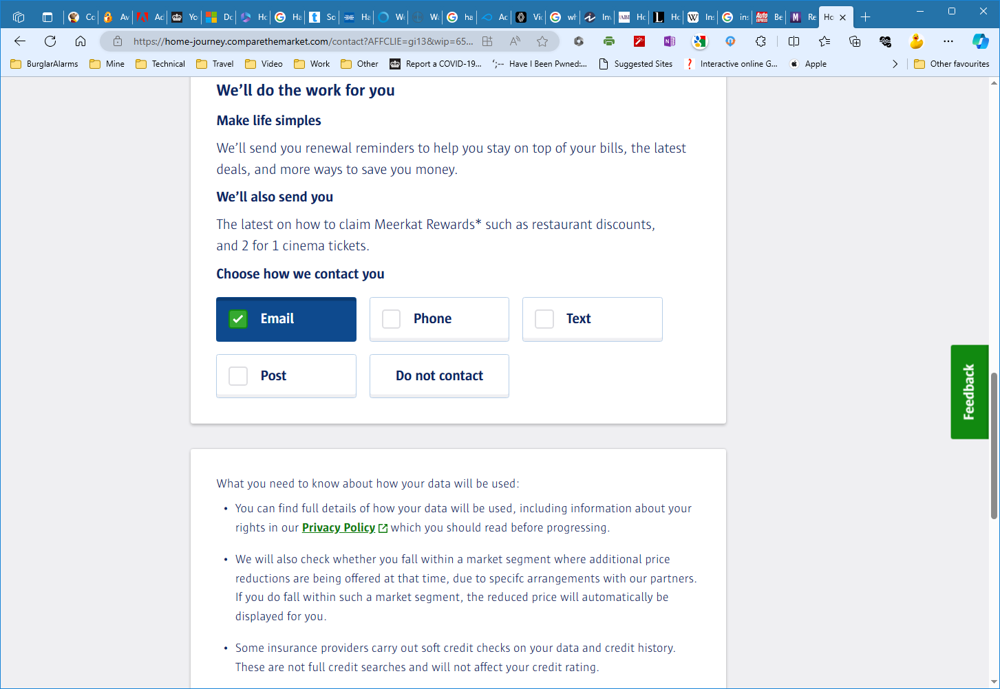 Cc
Av
Ad
Yo
Dc
Hc
Ha
So
Ha
We
Wa
ha
Ac
Vic
wh
Im
Hc
Hc
Ins
ins
Be
Re
Hc
https://home-journey.comparethemarket.com/contact?AFFCLIE=gi13&wip=65...
BurglarAlarms
Mine
Technical
Travel
Video
Work
Other
Report a COVID-19...
Have I Been Pwned:...
Suggested Sites
Interactive online G...
Apple
Other favourites
We’ll do the work for you
Make life simples
We’ll send you renewal reminders to help you stay on top of your bills, the latest
deals, and more ways to save you money.
We’ll also send you
The latest on how to claim Meerkat Rewards* such as restaurant discounts,
and 2 for 1 cinema tickets.
Choose how we contact you
Email
Phone
Text
Post
Do not contact
Feedback
What you need to know about how your data will be used:
• You can find full details of how your data will be used, including information about your
rights in our Privacy Policy which you should read before progressing.
• We will also check whether you fall within a market segment where additional price
reductions are being offered at that time, due to specifc arrangements with our partners.
If you do fall within such a market segment, the reduced price will automatically be
displayed for you.
• Some insurance providers carry out soft credit checks on your data and credit history.
These are not full credit searches and will not affect your credit rating.